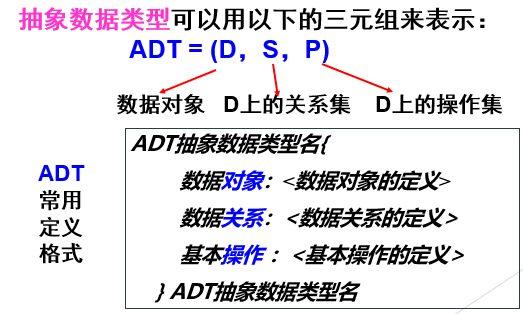 抽象数据类型可以用以下的三元组来表示：
ADT = (D，S，P)
数据对象 D上的关系集 D上的操作集
ADT
常用
定义
格式
ADT抽象数据类型名{
数据对象：<数据对象的定义>
数据关系：<数据关系的定义>
基本操作：<基本操作的定义>
} ADT抽象数据类型名